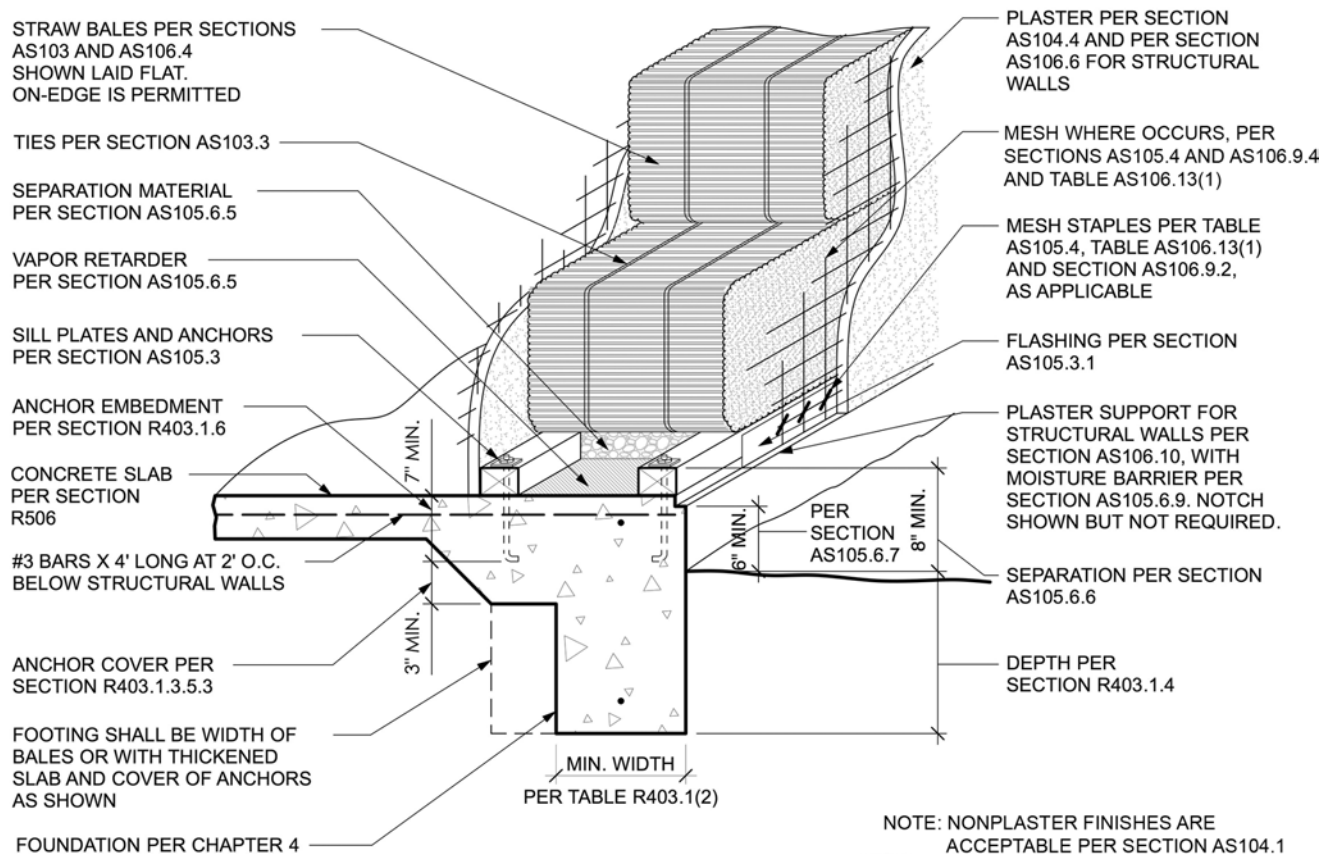 STRAW BALES PER SECTIONS
AS103 AND AS106.4
SHOWN LAID FLAT.
ON-EDGE IS PERMITTED
TIES PER SECTION AS103.3
SEPARATION MATERIAL
PER SECTION AS105.6.5
VAPOR RETARDER
PER SECTION AS105.6.5
SILL PLATES AND ANCHORS
PER SECTION AS105.3
ANCHOR EMBEDMENT
PER SECTION R403.1.6
CONCRETE SLAB
PER SECTION
R506
#3 BARS X 4' LONG AT 2' O.C.
BELOW STRUCTURAL WALLS
ANCHOR COVER PER
SECTION R403.1.3.5.3
FOOTING SHALL BE WIDTH OF
BALES OR WITH THICKENED
SLAB AND COVER OF ANCHORS
AS SHOWN
FOUNDATION PER CHAPTER 4
7" MIN.
3" MIN.
MIN. WIDTH
PER TABLE R403.1(2)
6" MIN.
PER
SECTION
AS105.6.7
8" MIN.
PLASTER PER SECTION
AS104.4 AND PER SECTION
AS106.6 FOR STRUCTURAL
WALLS
MESH WHERE OCCURS, PER
SECTIONS AS105.4 AND AS106.9.4
AND TABLE AS106.13(1)
MESH STAPLES PER TABLE
AS105.4, TABLE AS106.13(1)
AND SECTION AS106.9.2,
AS APPLICABLE
FLASHING PER SECTION
AS105.3.1
PLASTER SUPPORT FOR
STRUCTURAL WALLS PER
SECTION AS106.10, WITH
MOISTURE BARRIER PER
SECTION AS105.6.9. NOTCH
SHOWN BUT NOT REQUIRED.
SEPARATION PER SECTION
AS105.6.6
DEPTH PER
SECTION R403.1.4
NOTE: NONPLASTER FINISHES ARE
ACCEPTABLE PER SECTION AS104.1